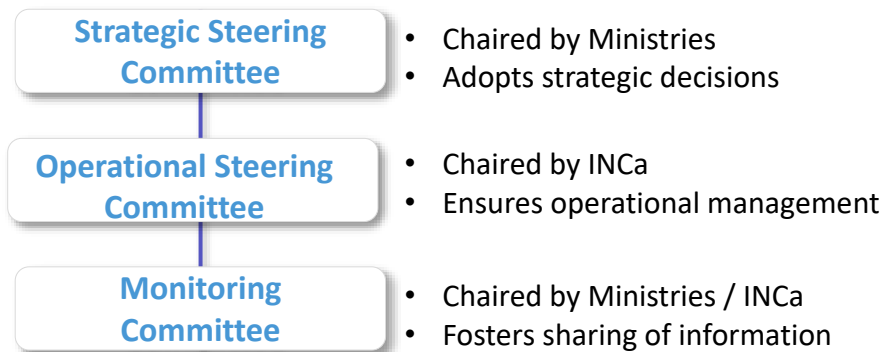 Strategic Steering
Committee
• Chaired by Ministries
• Adopts strategic decisions
Operational Steering
Committee
• Chaired by INCa
• Ensures operational management
Monitoring
Committee
• Chaired by Ministries / INCa
• Fosters sharing of information